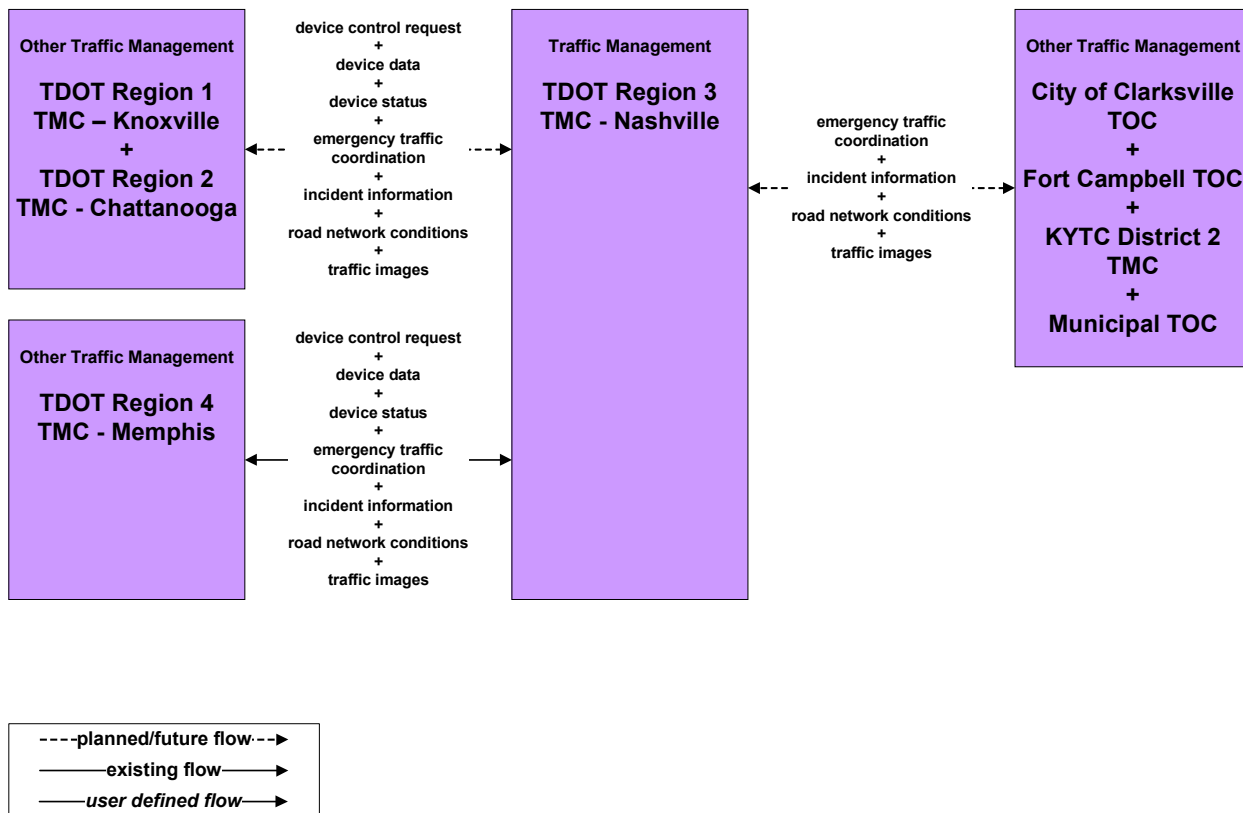 Other Traffic Management
TDOT Region 1
TMC – Knoxville
+
TDOT Region 2
TMC - Chattanooga
device control request
+
device data
+
device status
+
emergency traffic
coordination
+
incident information
+
road network conditions
+
traffic images
Traffic Management
TDOT Region 3
TMC - Nashville
emergency traffic
coordination
+
incident information
+
road network conditions
+
traffic images
Other Traffic Management
City of Clarksville
TOC
+
Fort Campbell TOC
+
KYTC District 2
TMC
+
Municipal TOC
Other Traffic Management
TDOT Region 4
TMC - Memphis
device control request
+
device data
+
device status
+
emergency traffic
coordination
+
incident information
+
road network conditions
+
traffic images
planned/future flow
existing flow
user defined flow